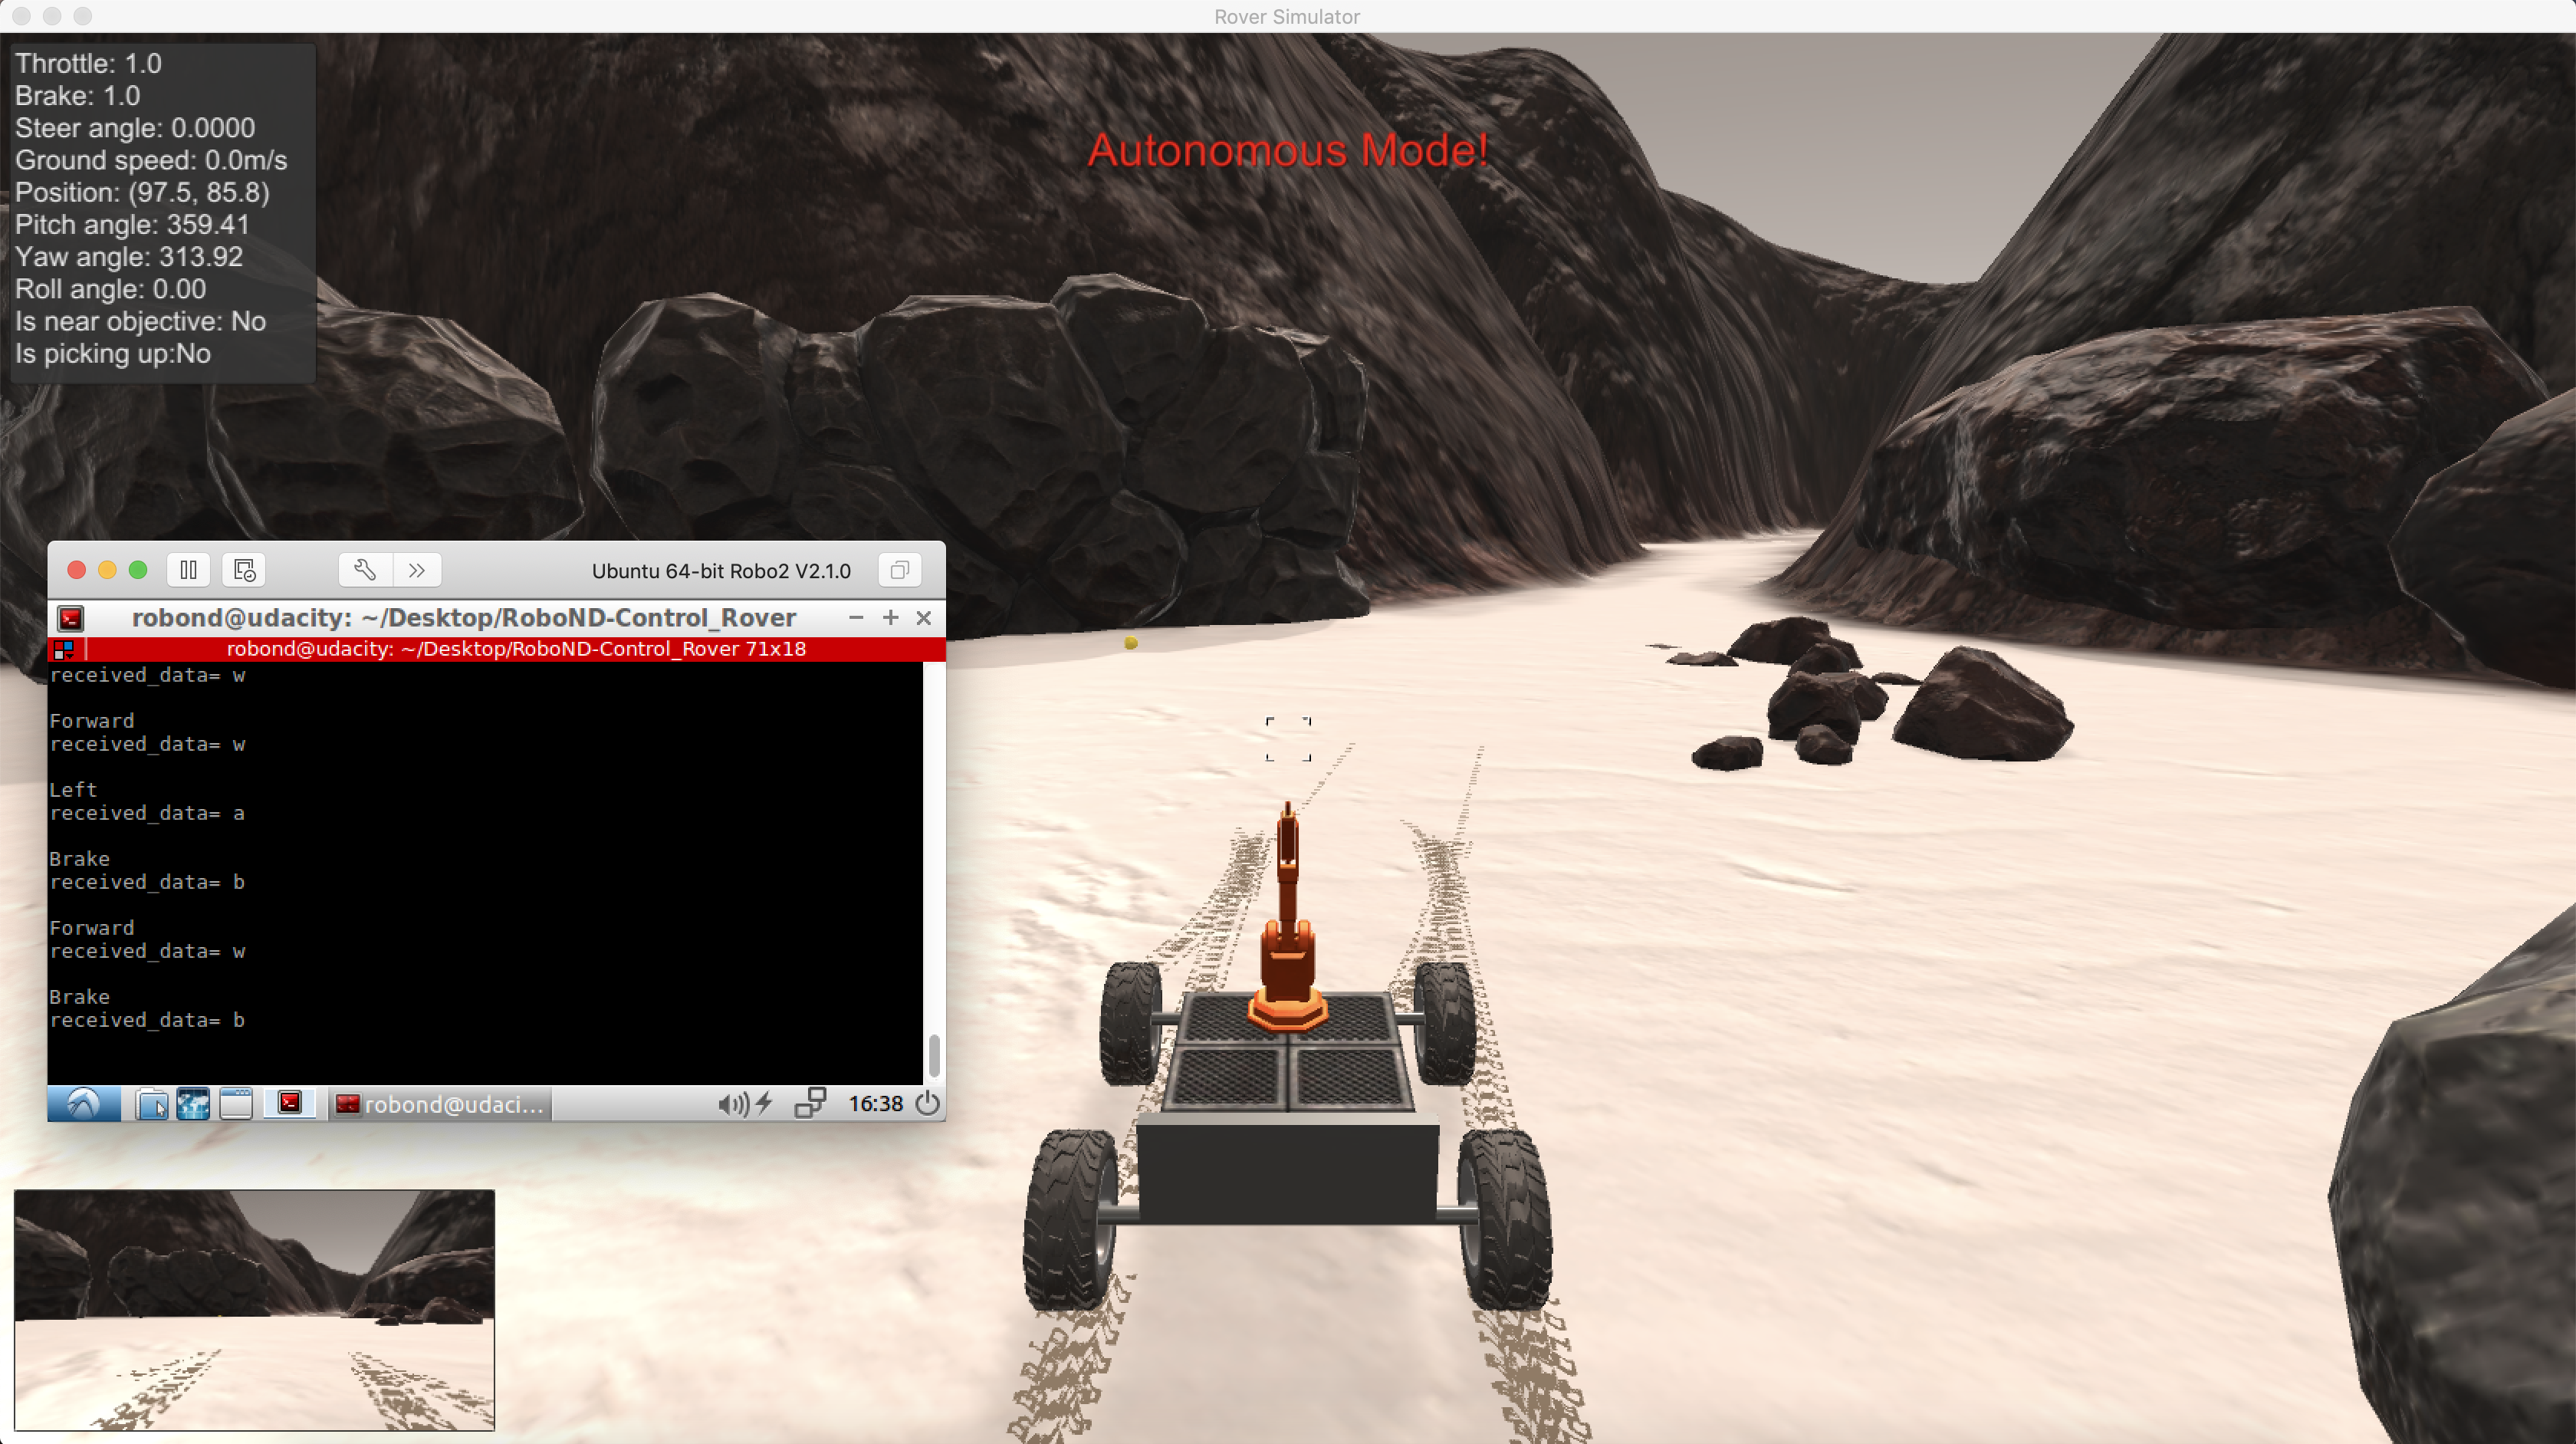 Rover Simulator
Throttle: 1.0
Brake: 1.0
Steer angle: 0.0000
Ground speed: 0.0m/s
Position: (97.5, 85.8)
Pitch angle: 359.41
Yaw angle: 313.92
Roll angle: 0.00
Is near objective: No
Is picking up:No
Autonomous Mode!
Ubuntu 64-bit Robo2 V2.1.0
robond@udacity: ~/Desktop/RoboND-Control_Rover
robond@udacity: ~/Desktop/RoboND-Control_Rover 71x18
received_data= w
Forward
received_data= w
Left
received_data= a
Brake
received_data= b
Forward
received_data= w
Brake
received_data= b
robond@udaci...
16:38